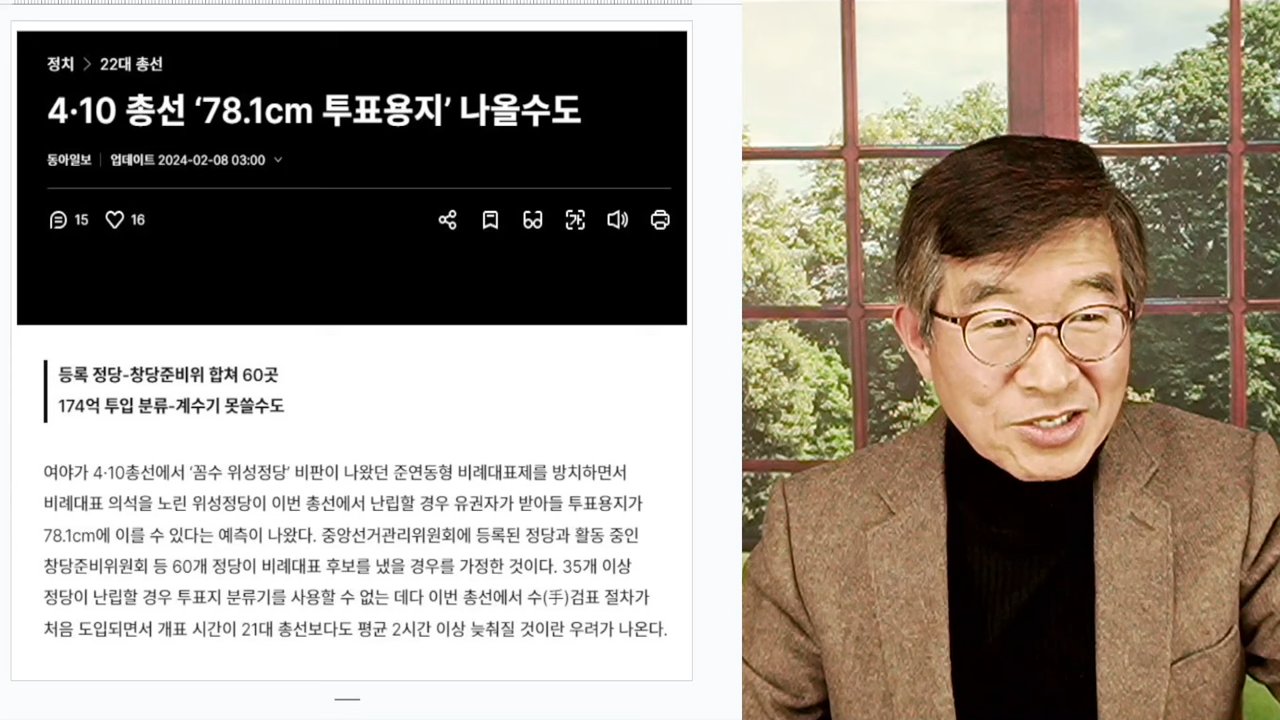 정치 > 22대 총선
4·10 총선 ‘78.1cm 투표용지’ 나올수도
동아일보 | 업데이트 2024-02-08 03:00
15 16 가
등록 정당-창당준비위 합쳐 60곳
174억 투입 분류-계수기 못쓸수도
여야가 4·10총선에서 ‘꼼수 위성정당’ 비판이 나왔던 준연동형 비례대표제를 방치하면서
비례대표 의석을 노린 위성정당이 이번 총선에서 난립할 경우 유권자가 받아들 투표용지가
78.1cm에 이를 수 있다는 예측이 나왔다. 중앙선거관리위원회에 등록된 정당과 활동 중인
창당준비위원회 등 60개 정당이 비례대표 후보를 냈을 경우를 가정한 것이다. 35개 이상
정당이 난립할 경우 투표지 분류기를 사용할 수 없는 데다 이번 총선에서 수(手)검표 절차가
처음 도입되면서 개표 시간이 21대 총선보다도 평균 2시간 이상 늦춰질 것이란 우려가 나온다.